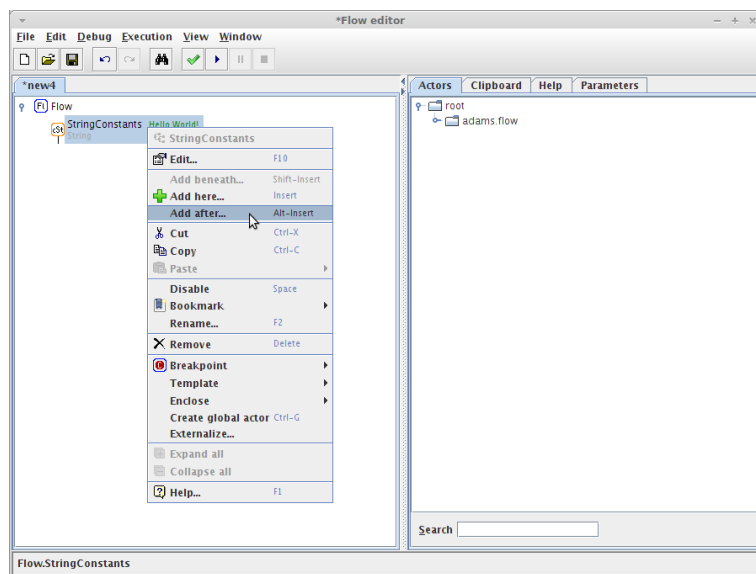 *Flow editor
File Edit Debug Execution View Window
*new4
Flow
StringConstants Hello World!
String
cSt
StringConstants
Edit... F10
Add beneath... Shift-Insert
Add here... Insert
Add after... Alt-Insert
Cut Ctrl-X
Copy Ctrl-C
Paste
Disable Space
Bookmark
Rename... F2
Remove Delete
Breakpoint
Template
Enclose
Create global actor Ctrl-G
Externalize...
Expand all
Collapse all
Help... F1
Actors Clipboard Help Parameters
root
adams.flow
Search
Flow.StringConstants